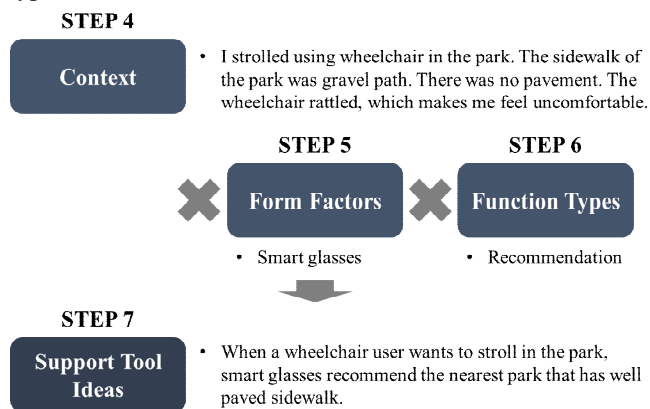 STEP 4
Context
• I strolled using wheelchair in the park. The sidewalk of
the park was gravel path. There was no pavement. The
wheelchair rattled, which makes me feel uncomfortable.
STEP 5
STEP 6
Form Factors
Function Types
• Smart glasses
• Recommendation
STEP 7
Support Tool
Ideas
• When a wheelchair user wants to stroll in the park,
smart glasses recommend the nearest park that has well
paved sidewalk.